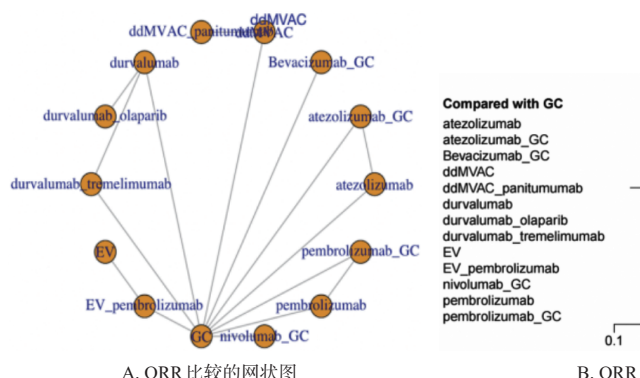 ddMVAC
ddMVAC_panitumumab
ddMVAC
durvalumab
Bevacizumab_GC
durvalumab_olaparib
atezolizumab_GC
durvalumab_tremelimumab
atezolizumab
EV
pembrolizumab_GC
EV_pembrolizumab
pembrolizumab
GC
nivolumab_GC
A. ORR 比较的网状图
Compared with GC
atezolizumab
atezolizumab_GC
Bevacizumab_GC
ddMVAC
ddMVAC_panitumumab
durvalumab
durvalumab_olaparib
durvalumab_tremelimumab
EV
EV_pembrolizumab
nivolumab_GC
pembrolizumab
pembrolizumab_GC
0.1
B. ORR